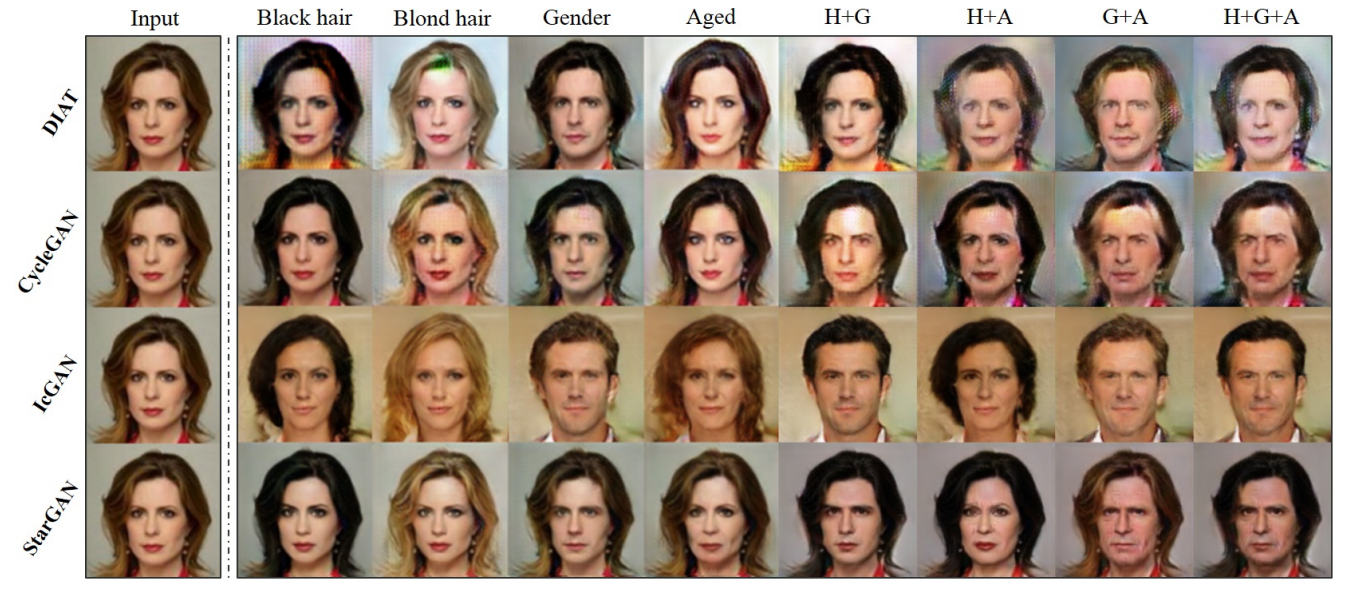 Input Black hair Blond hair Gender Aged H+G H+A G+A H+G+A
DIAT
CycleGAN
IcGAN
StarGAN